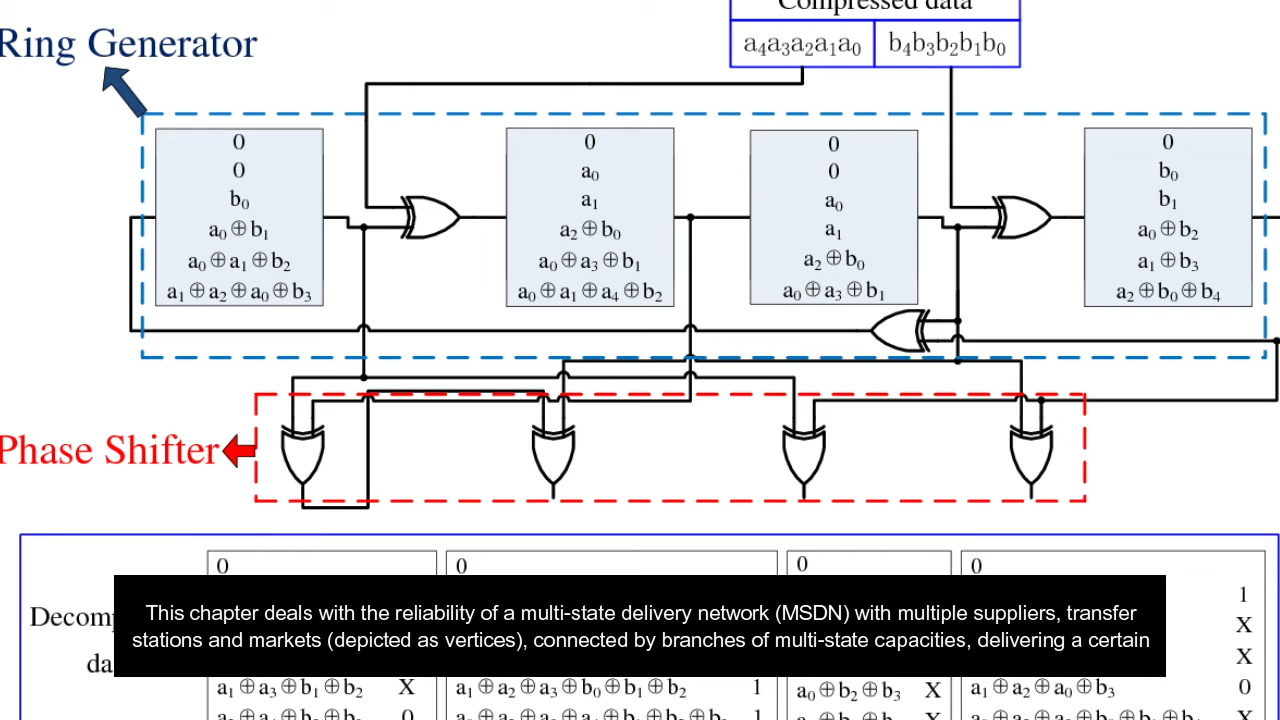 Compressed data
a₄a₃a₂a₁a₀ b₄b₃b₂b₁b₀
Ring Generator
0
0
b₀
a₀⊕b₁
a₀⊕a₁⊕b₂
a₁⊕a₂⊕a₀⊕b₃
0
a₀
a₁
a₂⊕b₀
a₀⊕a₃⊕b₁
a₀⊕a₁⊕a₄⊕b₂
0
0
a₀
a₁
a₂⊕b₀
a₀⊕a₃⊕b₁
0
b₀
b₁
a₀⊕b₂
a₁⊕b₃
a₂⊕b₀⊕b₄
Phase Shifter
0 0 0 0
1
X
X
This chapter deals with the reliability of a multi-state delivery network (MSDN) with multiple suppliers, transfer
stations and markets (depicted as vertices), connected by branches of multi-state capacities, delivering a certain
a₁⊕a₃⊕b₁⊕b₂ X a₁⊕a₂⊕a₃⊕b₀⊕b₁⊕b₂ 1 a₀⊕b₂⊕b₃ X a₁⊕a₂⊕a₀⊕b₃ 0